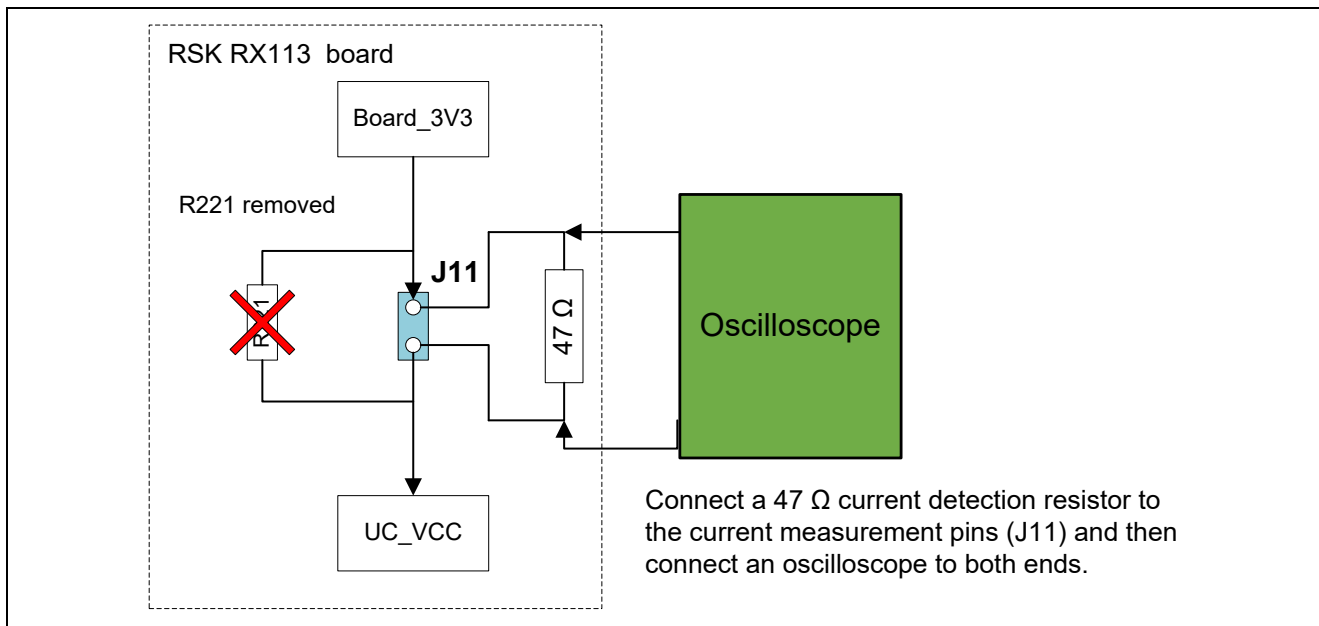 RSK RX113 board
Board_3V3
R221 removed
J11
47 Ω
Oscilloscope
UC_VCC
Connect a 47 Ω current detection resistor to
the current measurement pins (J11) and then
connect an oscilloscope to both ends.